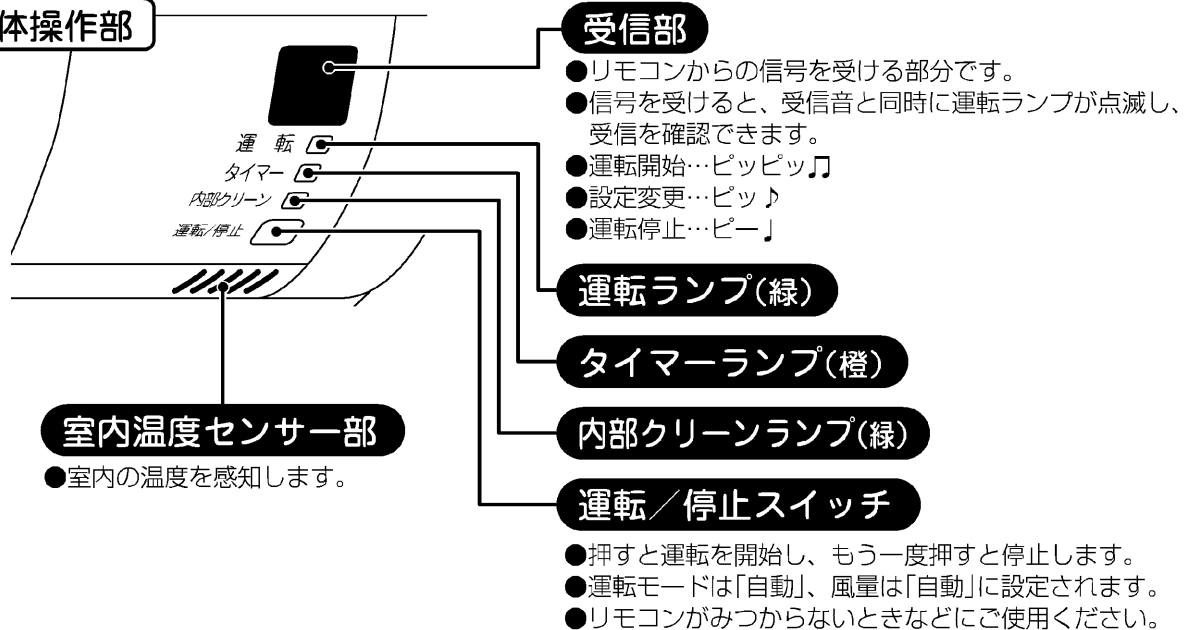 体操作部
受信部
●リモコンからの信号を受ける部分です。
●信号を受けると、受信音と同時に運転ランプが点滅し、
受信を確認できます。
●運転開始…ピッピッ♫
●設定変更…ピッ♪
●運転停止…ピー♩
運転
タイマー
内部クリーン
運転/停止
運転ランプ(緑)
タイマーランプ(橙)
内部クリーンランプ(緑)
運転／停止スイッチ
●押すと運転を開始し、もう一度押すと停止します。
●運転モードは「自動」、風量は「自動」に設定されます。
●リモコンがみつからないときなどにご使用ください。
室内温度センサー部
●室内の温度を感知します。